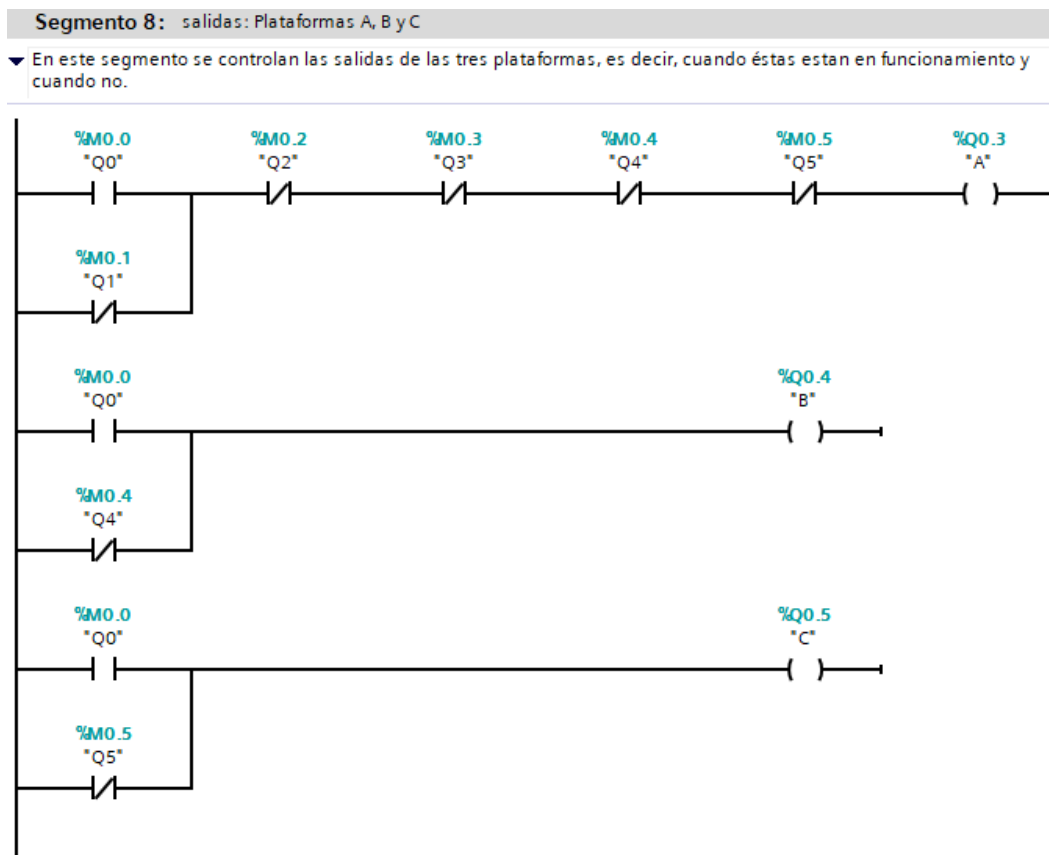 Segmento 8: salidas: Plataformas A, B y C
En este segmento se controlan las salidas de las tres plataformas, es decir, cuando éstas estan en funcionamiento y
cuando no.
%M0.0 %M0.2 %M0.3 %M0.4 %M0.5 %Q0.3
"Q0" "Q2" "Q3" "Q4" "Q5" "A"
%M0.1
"Q1"
%M0.0 %Q0.4
"Q0" "B"
%M0.4
"Q4"
%M0.0 %Q0.5
"Q0" "C"
%M0.5
"Q5"